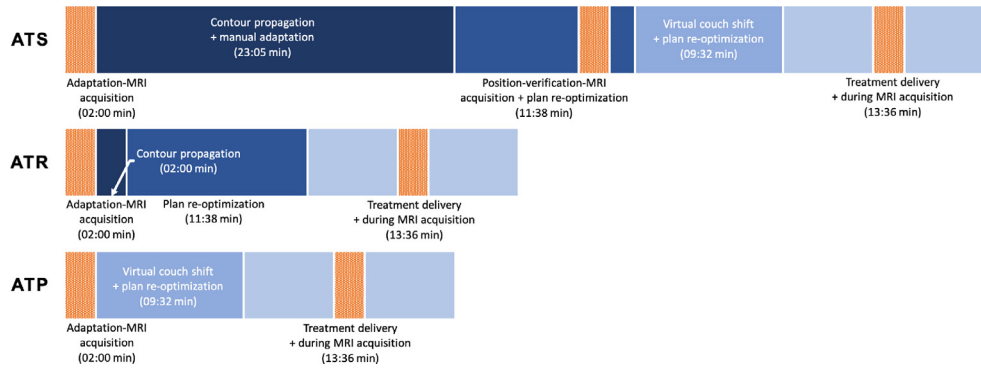 ATS
Contour propagation
+ manual adaptation
(23:05 min)
Virtual couch shift
+ plan re-optimization
(09:32 min)
Adaptation-MRI
acquisition
(02:00 min)
Position-verification-MRI
acquisition + plan re-optimization
(11:38 min)
Treatment delivery
+ during MRI acquisition
(13:36 min)
ATR
Contour propagation
(02:00 min)
Adaptation-MRI
acquisition
(02:00 min)
Plan re-optimization
(11:38 min)
Treatment delivery
+ during MRI acquisition
(13:36 min)
ATP
Virtual couch shift
+ plan re-optimization
(09:32 min)
Adaptation-MRI
acquisition
(02:00 min)
Treatment delivery
+ during MRI acquisition
(13:36 min)